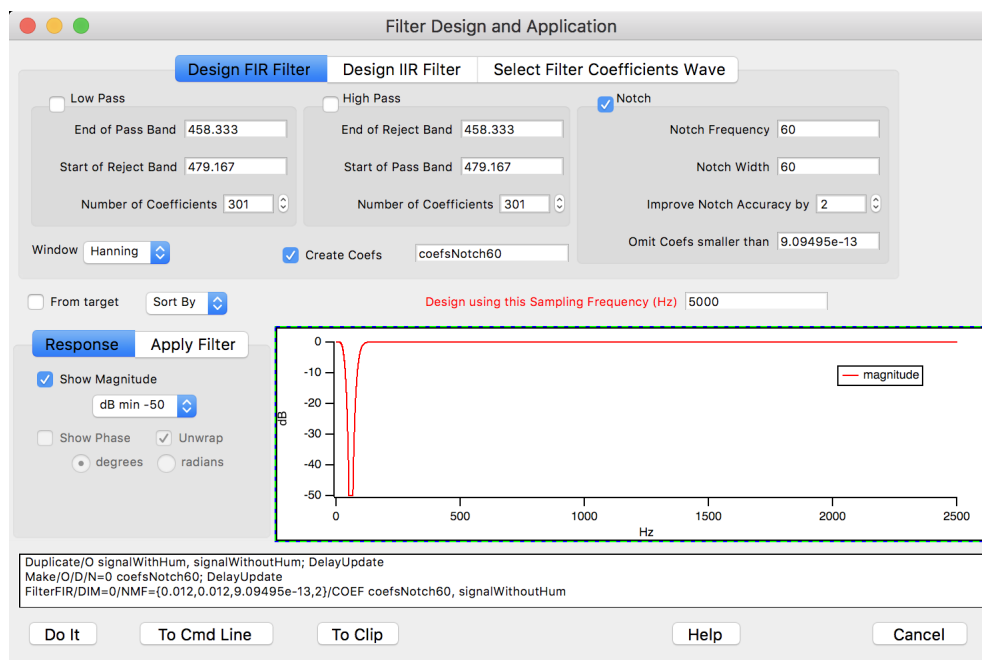 Filter Design and Application
Design FIR Filter Design IIR Filter Select Filter Coefficients Wave
Low Pass High Pass Notch
End of Pass Band 458.333 End of Reject Band 458.333 Notch Frequency 60
Start of Reject Band 479.167 Start of Pass Band 479.167 Notch Width 60
Number of Coefficients 301 Number of Coefficients 301 Improve Notch Accuracy by 2
Omit Coefs smaller than 9.09495e-13
Window Hanning Create Coefs coefsNotch60
From target Sort By Design using this Sampling Frequency (Hz) 5000
Response Apply Filter
Show Magnitude
dB min -50
Show Phase Unwrap
degrees radians
0
-10
-20
-30
-40
-50
dB
magnitude
0 500 1000 1500 2000 2500
Hz
Duplicate/O signalWithHum, signalWithoutHum; DelayUpdate
Make/O/D/N=0 coefsNotch60; DelayUpdate
FilterFIR/DIM=0/NMF={0.012,0.012,9.09495e-13,2}/COEF coefsNotch60, signalWithoutHum
Do It To Cmd Line To Clip Help Cancel